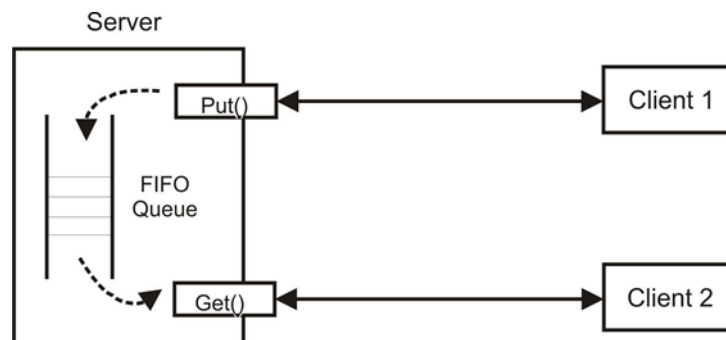 Server
Put()
Client 1
FIFO
Queue
Get()
Client 2